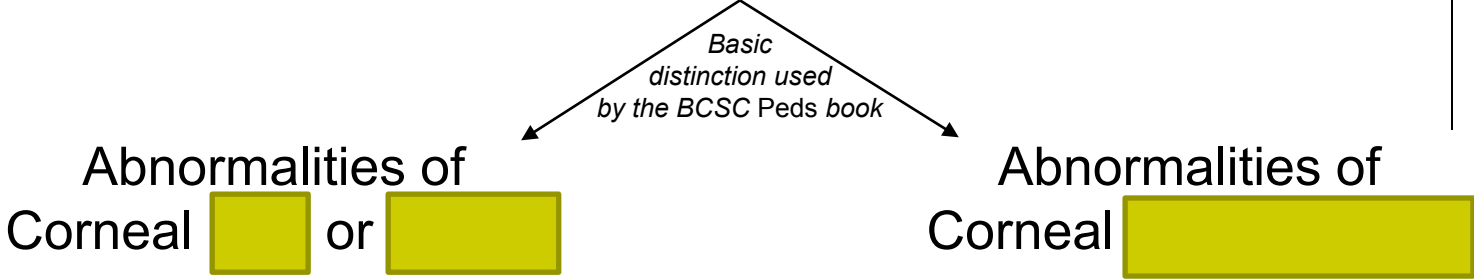 Basic
distinction used
by the BCSC Peds book
Abnormalities of
Corneal or
Abnormalities of
Corneal